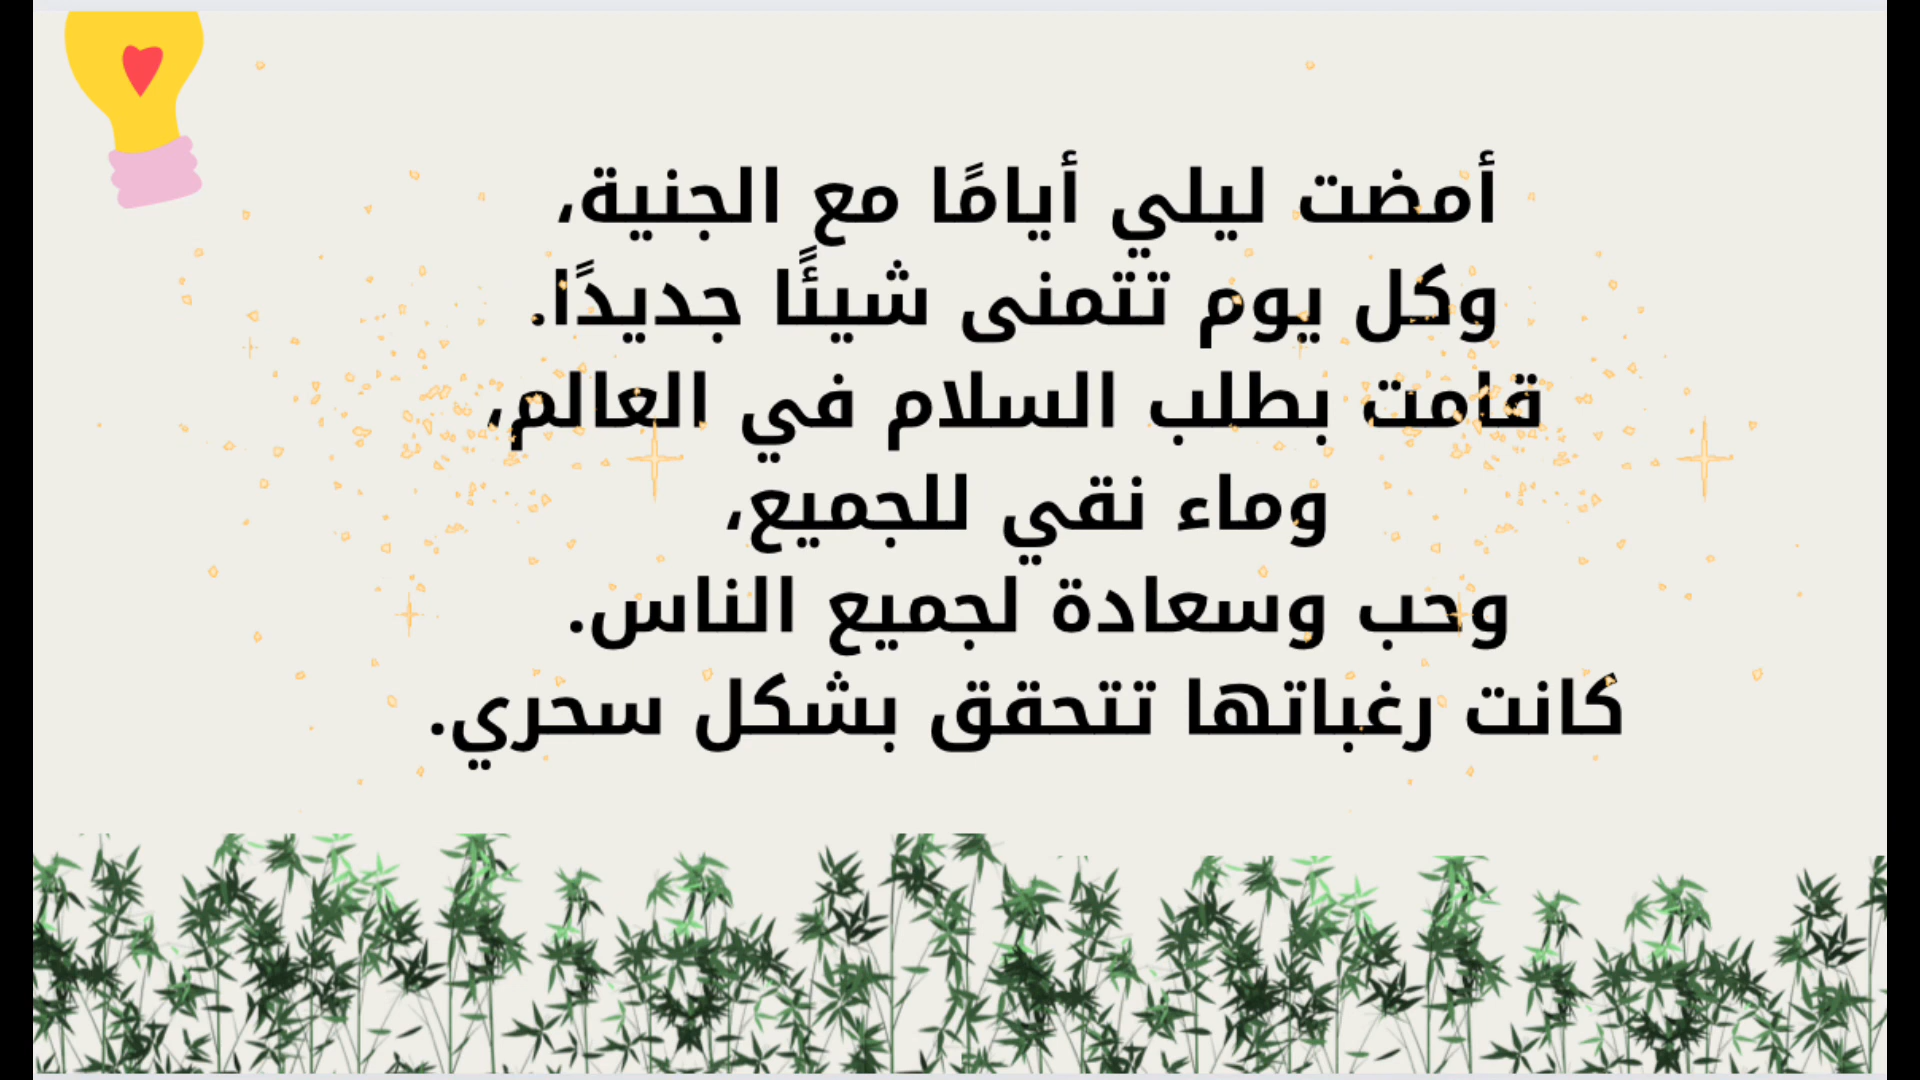 أمضت ليلي أيامًا مع الجنية،
وكل يوم تتمنى شيئًا جديدًا.
قامت بطلب السلام في العالم،
وماء نقي للجميع،
وحب وسعادة لجميع الناس.
كانت رغباتها تتحقق بشكل سحري.